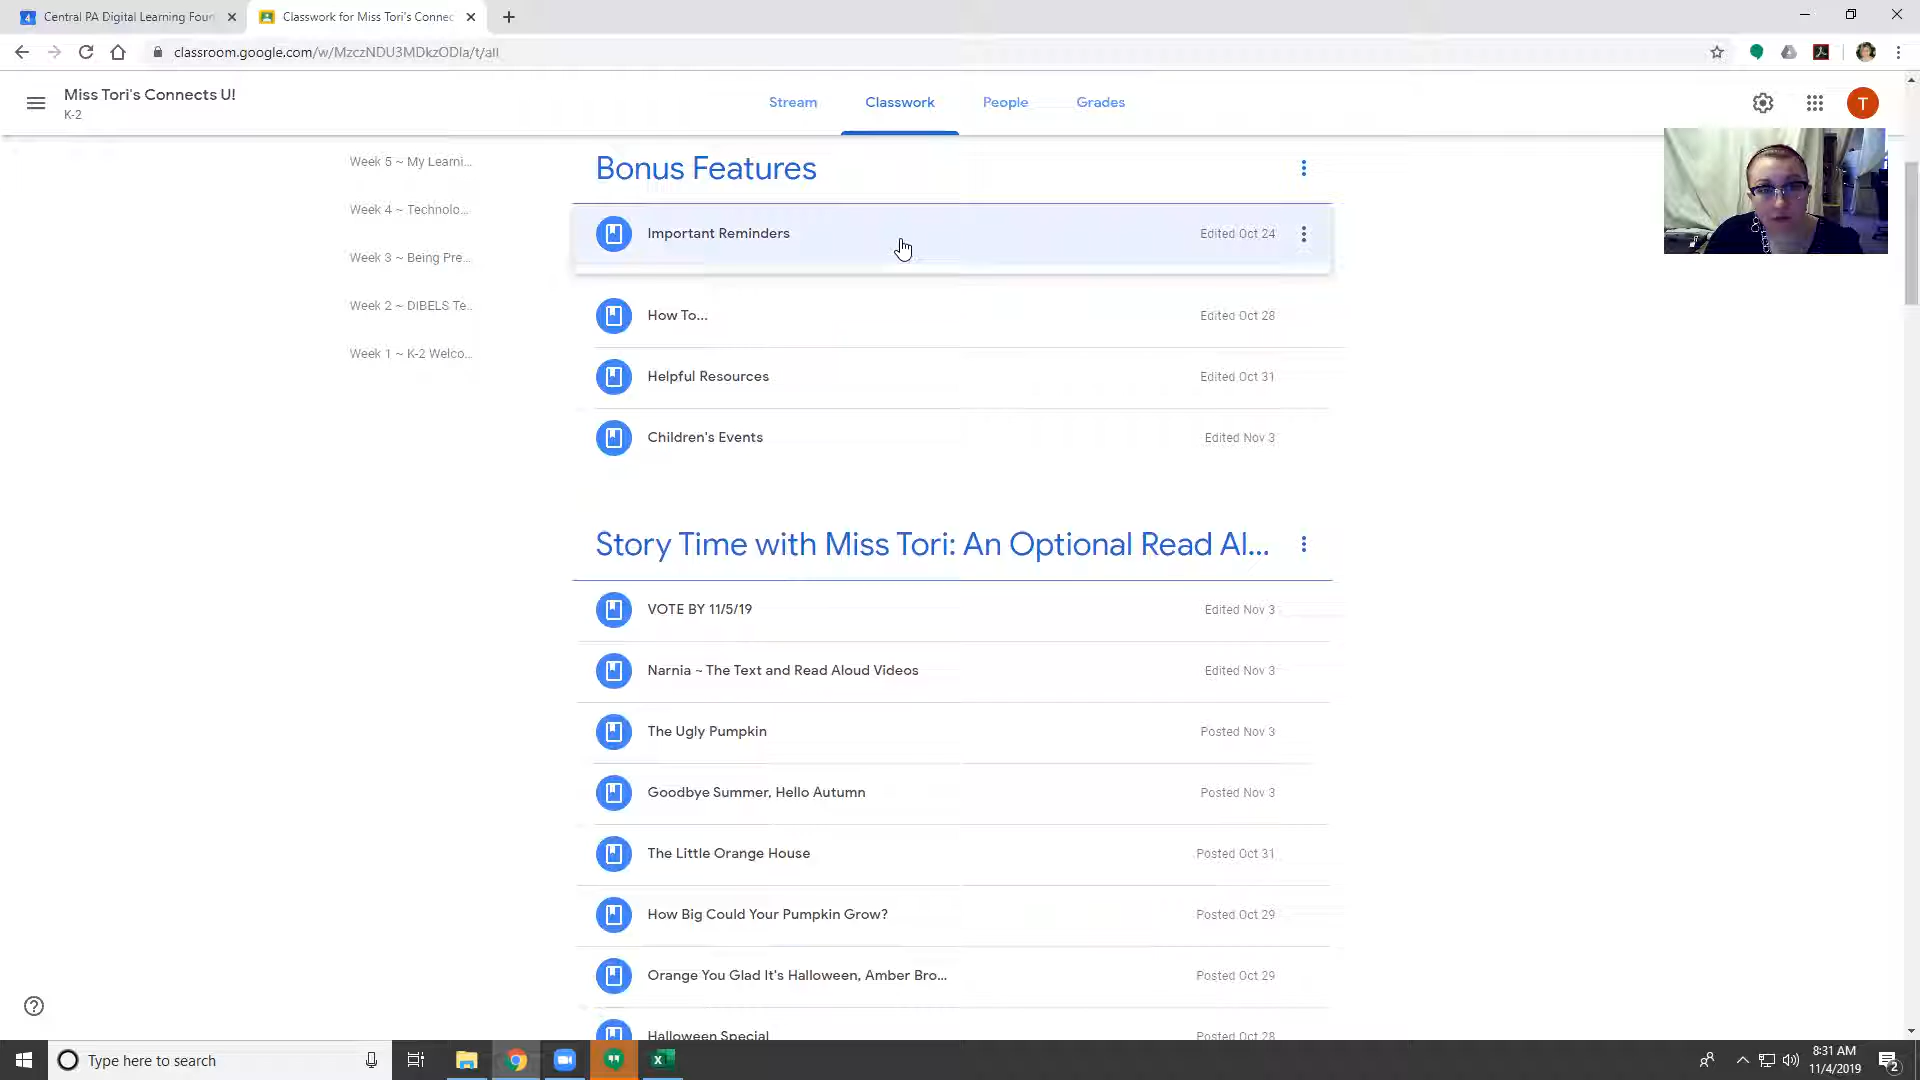 Central PA Digital Learning Foun
Classwork for Miss Tori's Connec
classroom.google.com/w/MzczNDU3MDkzODla/t/all
Miss Tori's Connects U!
K-2
Stream
Classwork
People
Grades
T
Week 5 ~ My Learni...
Week 4 ~ Technolo...
Week 3 ~ Being Pre...
Week 2 ~ DIBELS Te...
Week 1 ~ K-2 Welco...
Bonus Features
Important Reminders
Edited Oct 24
How To...
Edited Oct 28
Helpful Resources
Edited Oct 31
Children's Events
Edited Nov 3
Story Time with Miss Tori: An Optional Read Al...
VOTE BY 11/5/19
Edited Nov 3
Narnia ~ The Text and Read Aloud Videos
Edited Nov 3
The Ugly Pumpkin
Posted Nov 3
Goodbye Summer, Hello Autumn
Posted Nov 3
The Little Orange House
Posted Oct 31
How Big Could Your Pumpkin Grow?
Posted Oct 29
Orange You Glad It's Halloween, Amber Bro...
Posted Oct 29
Halloween Special
Posted Oct 28
Type here to search
8:31 AM
11/4/2019
2